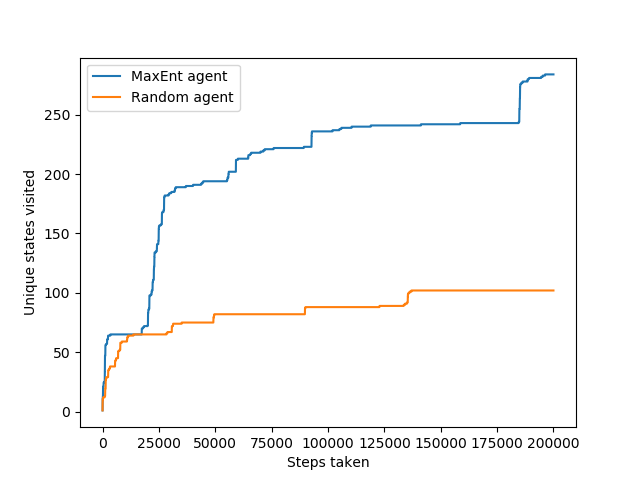 MaxEnt agent
Random agent
Unique states visited
250
200
150
100
50
0
0 25000 50000 75000 100000 125000 150000 175000 200000
Steps taken